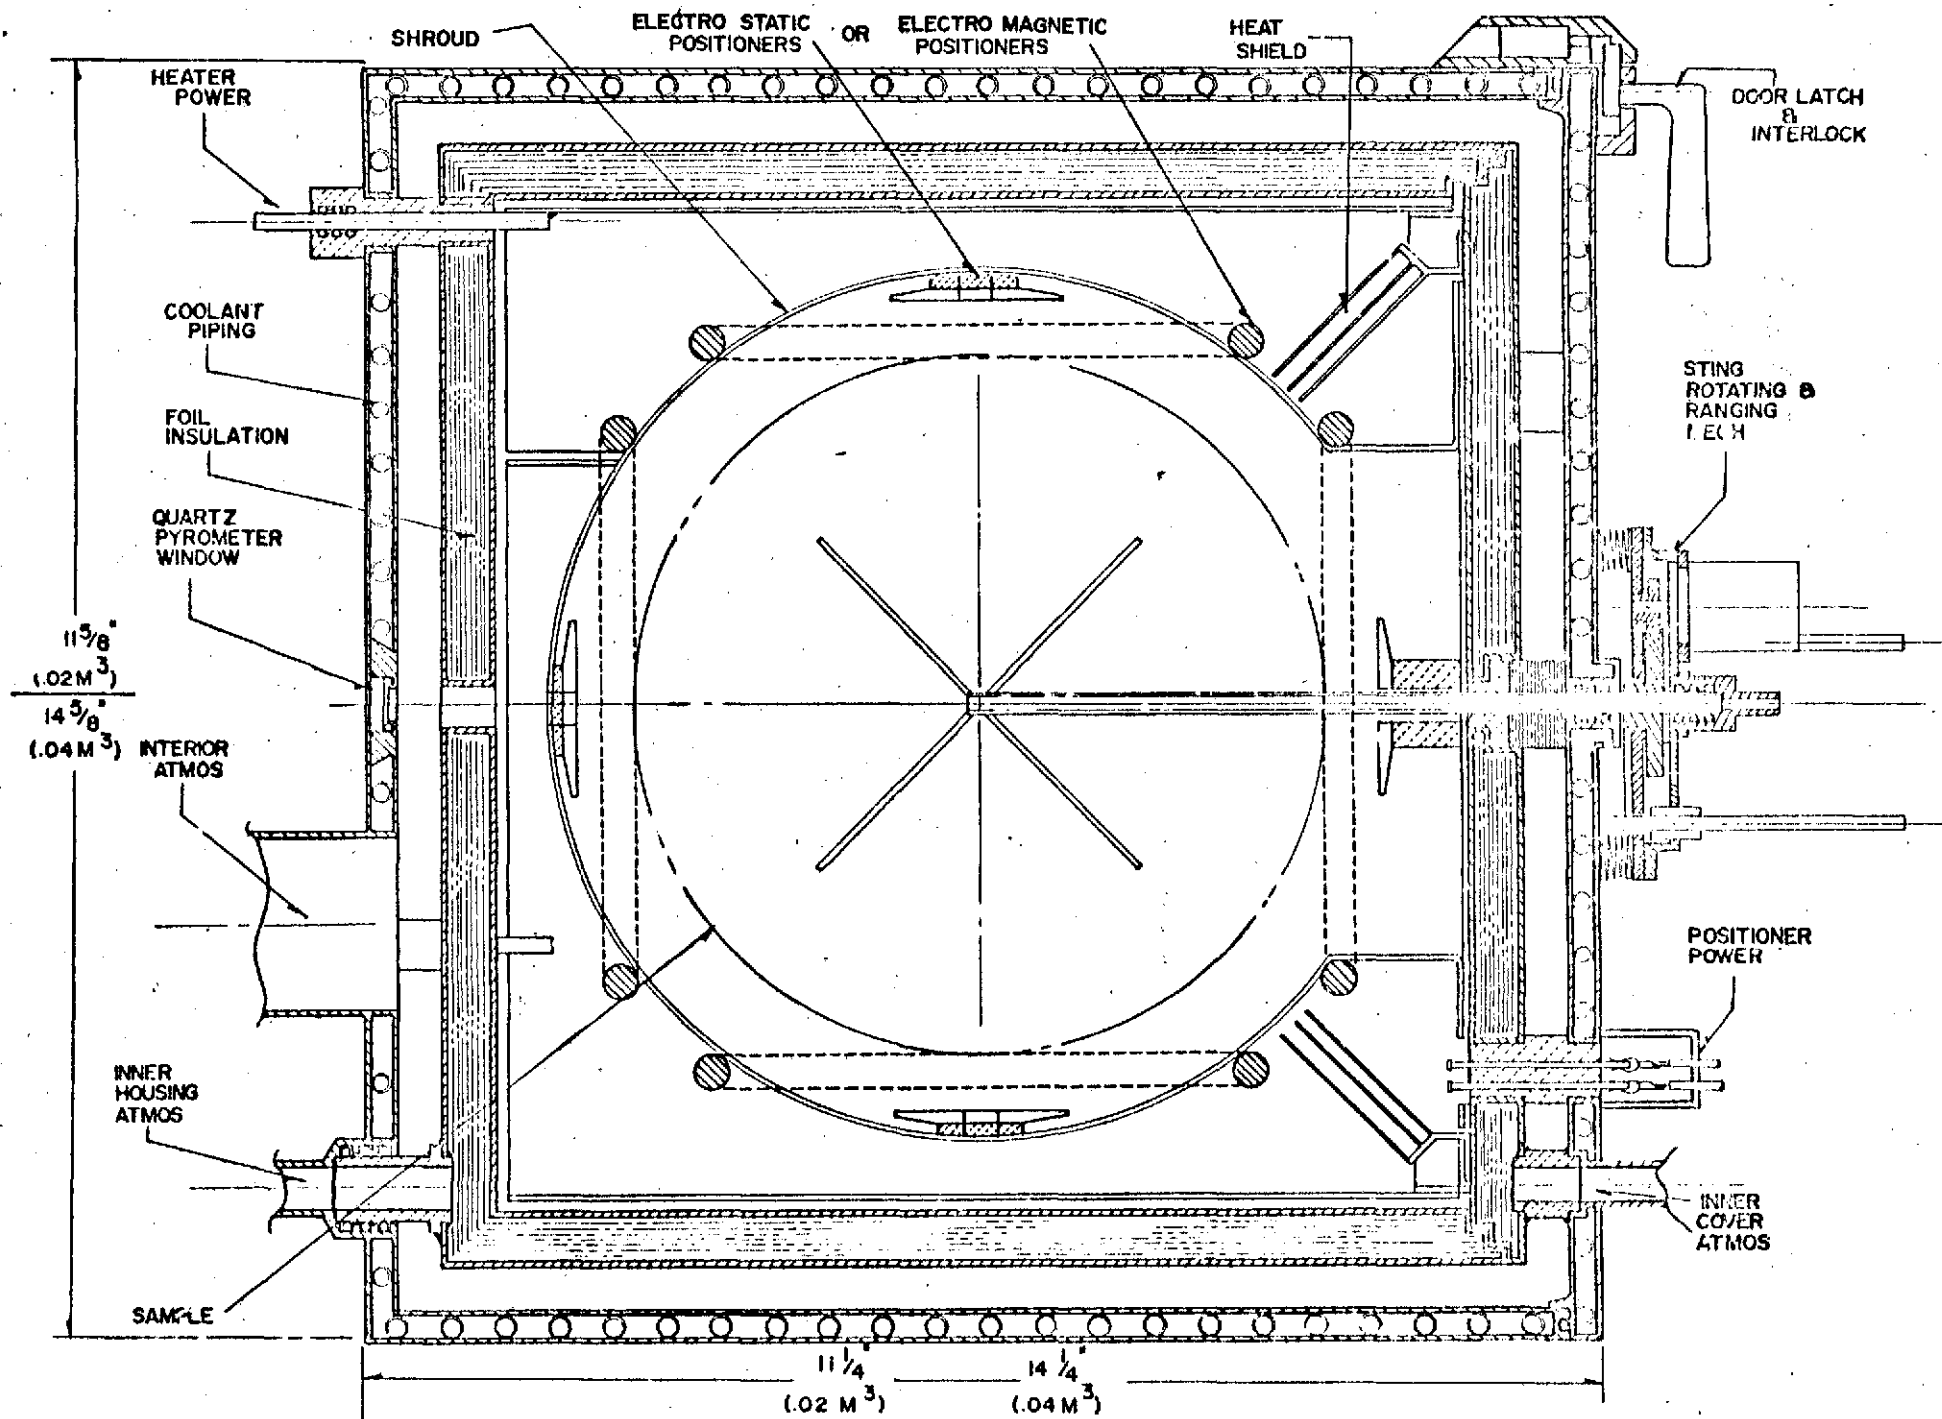 SHROUD
ELECTRO STATIC
POSITIONERS
OR
ELECTRO MAGNETIC
POSITIONERS
HEAT
SHIELD
HEATER
POWER
DOOR LATCH
&
INTERLOCK
COOLANT
PIPING
FOIL
INSULATION
QUARTZ
PYROMETER
WINDOW
STING
ROTATING &
RANGING
11 5/8"
(.02 M³)
14 5/8"
(.04 M³)
INTERIOR
ATMOS
POSITIONER
POWER
INNER
HOUSING
ATMOS
INNER
COVER
ATMOS
SAMPLE
11 1/4" 14 1/4"
(.02 M³) (.04 M³)